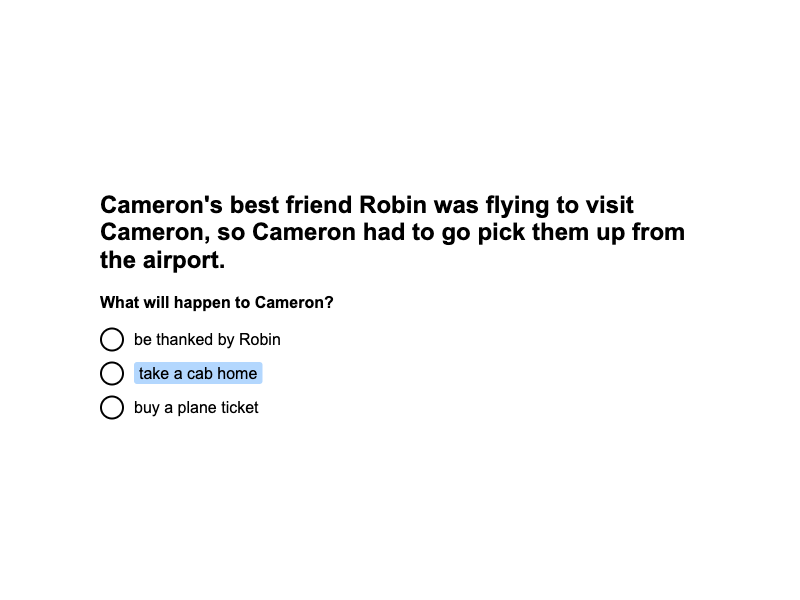 Cameron's best friend Robin was flying to visit
Cameron, so Cameron had to go pick them up from
the airport.
What will happen to Cameron?
be thanked by Robin
take a cab home
buy a plane ticket